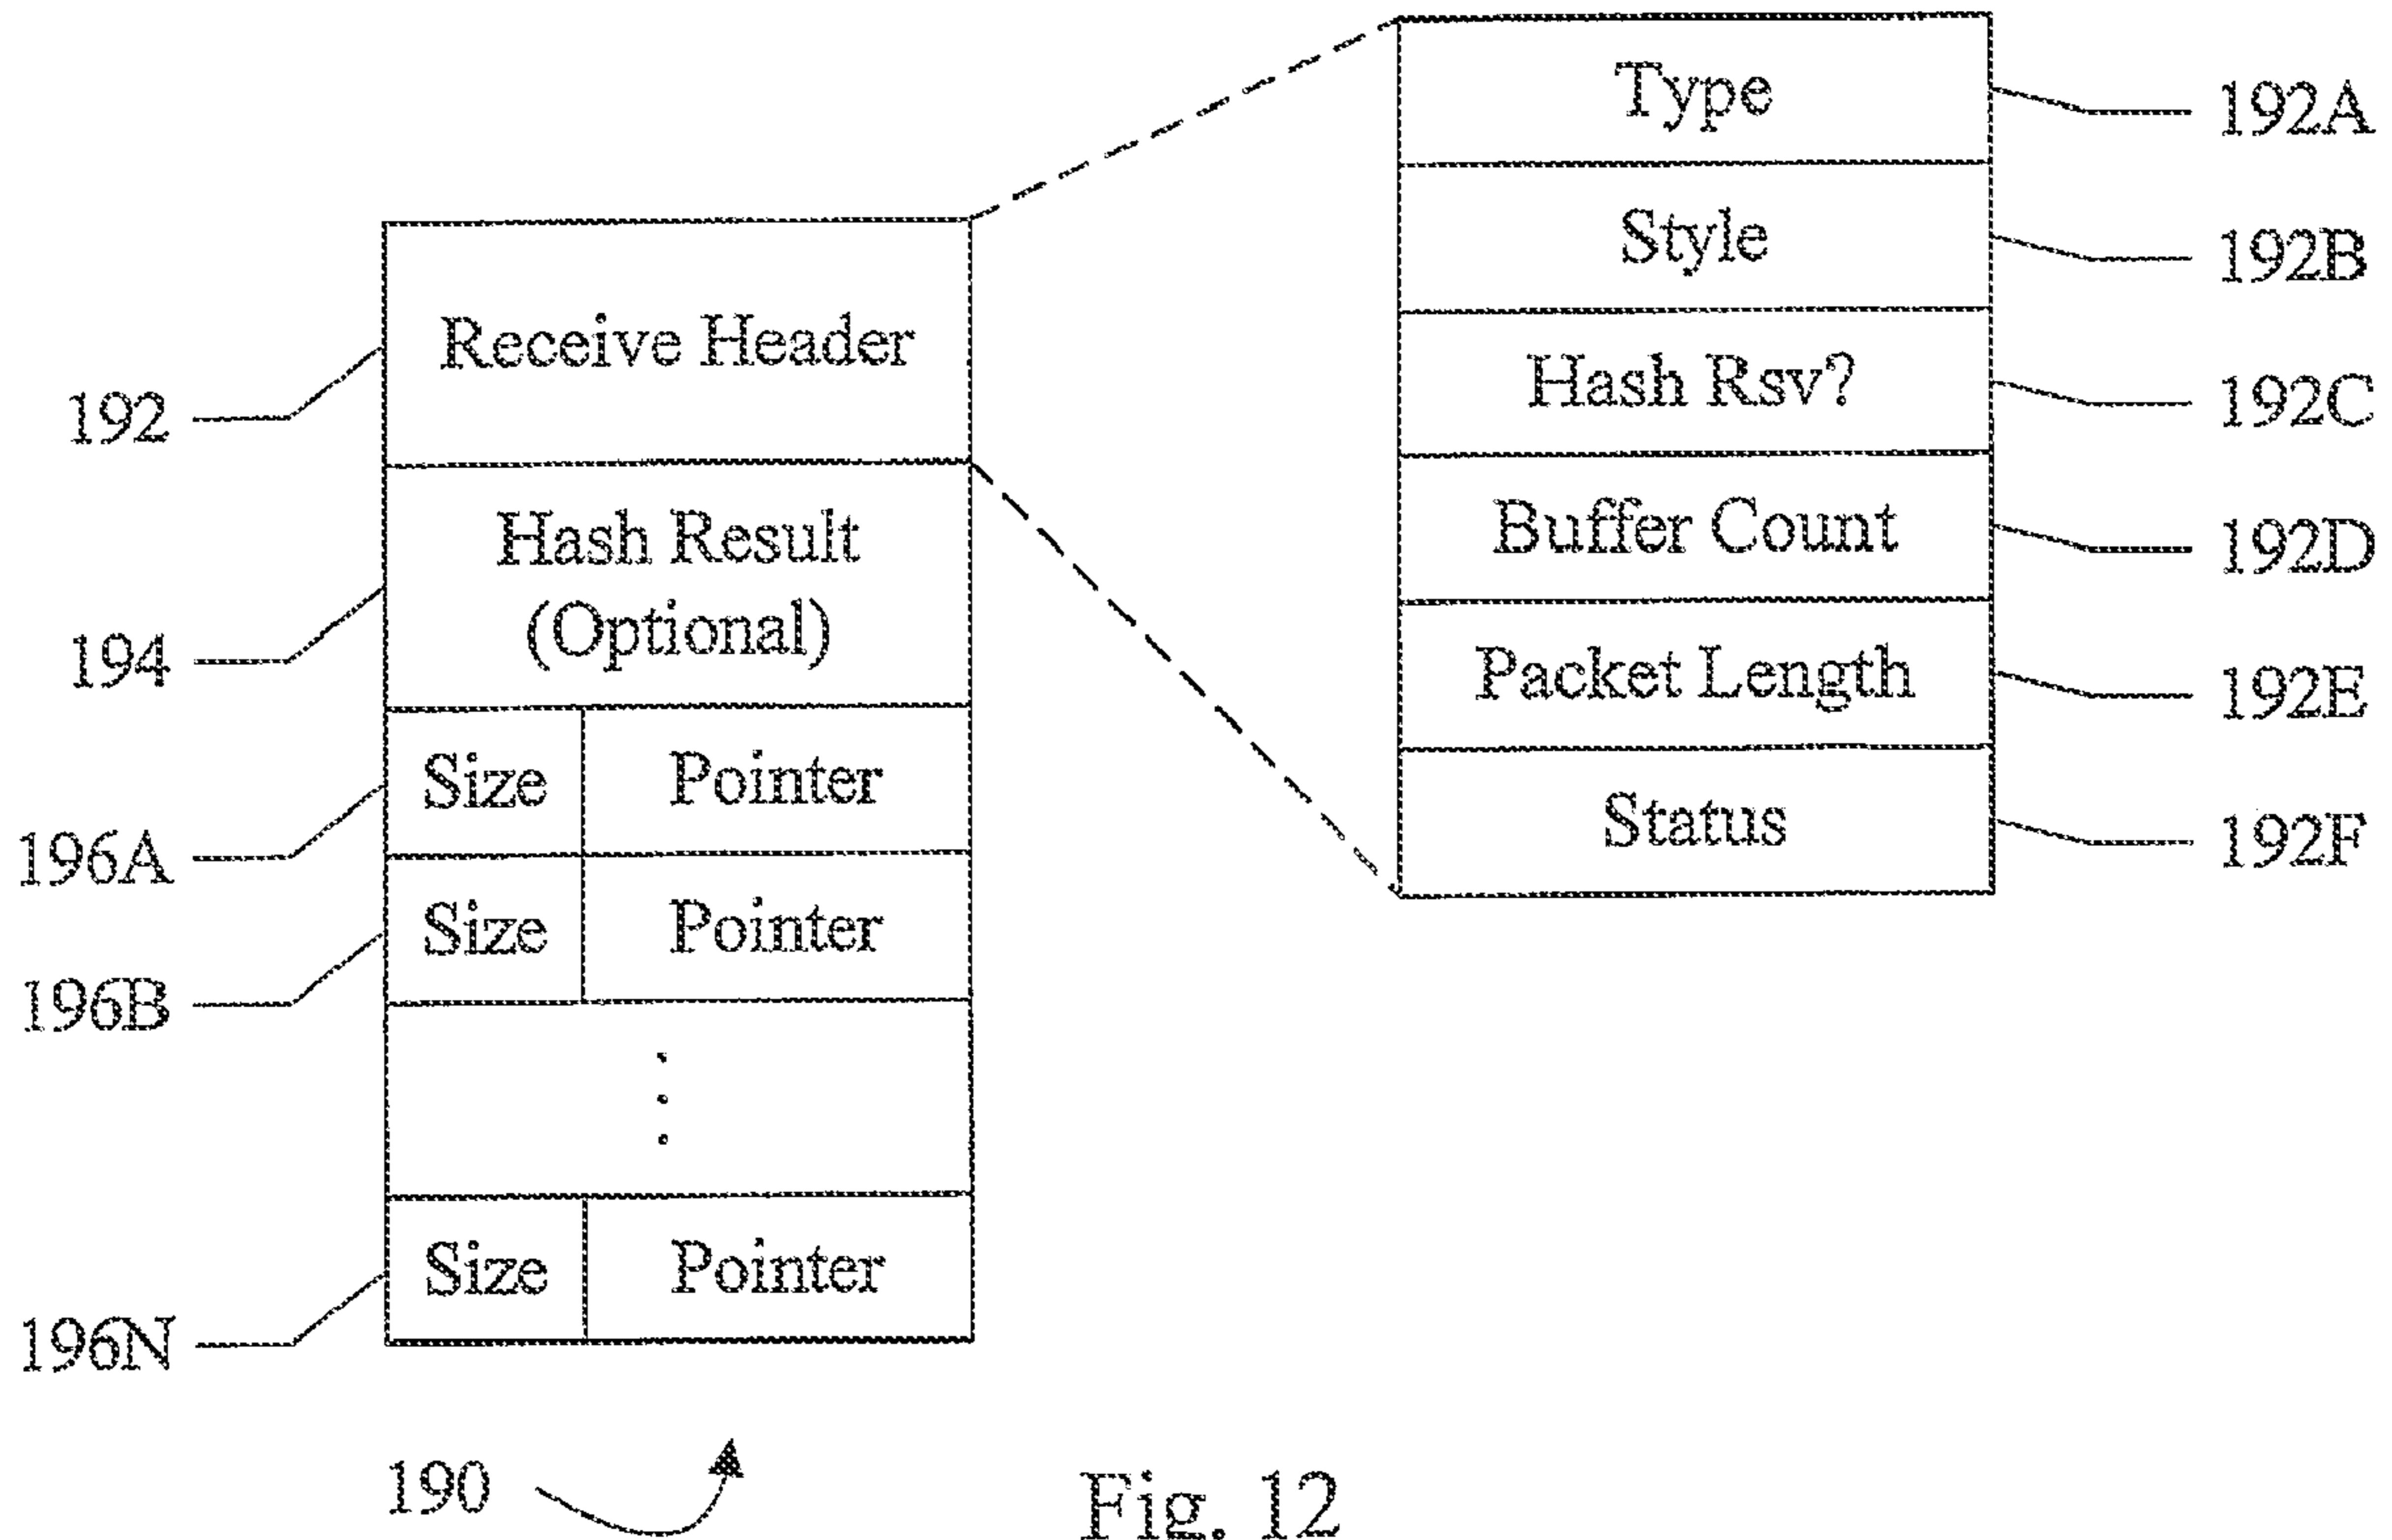 Receive Header
192
Hash Result
(Optional)
194
Size Pointer
196A
Size Pointer
196B
Size Pointer
196N
190
Type
192A
Style
192B
Hash Rsv?
192C
Buffer Count
192D
Packet Length
192E
Status
192F
Fig. 12